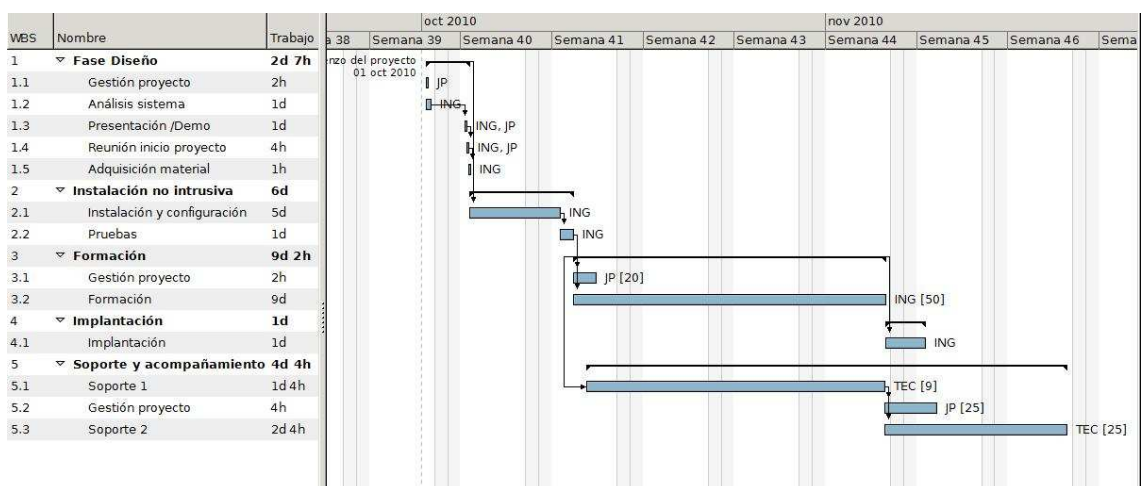 oct 2010 nov 2010
WBS Nombre Trabajo a 38 Semana 39 Semana 40 Semana 41 Semana 42 Semana 43 Semana 44 Semana 45 Semana 46 Sema
1 Fase Diseño 2d 7h nzo del proyecto
01 oct 2010
1.1 Gestión proyecto 2h JP
1.2 Análisis sistema 1d ING
1.3 Presentación /Demo 1d ING, JP
1.4 Reunión inicio proyecto 4h ING, JP
1.5 Adquisición material 1h ING
2 Instalación no intrusiva 6d
2.1 Instalación y configuración 5d ING
2.2 Pruebas 1d ING
3 Formación 9d 2h
3.1 Gestión proyecto 2h JP [20]
3.2 Formación 9d ING [50]
4 Implantación 1d
4.1 Implantación 1d ING
5 Soporte y acompañamiento 4d 4h
5.1 Soporte 1 1d 4h TEC [9]
5.2 Gestión proyecto 4h JP [25]
5.3 Soporte 2 2d 4h TEC [25]